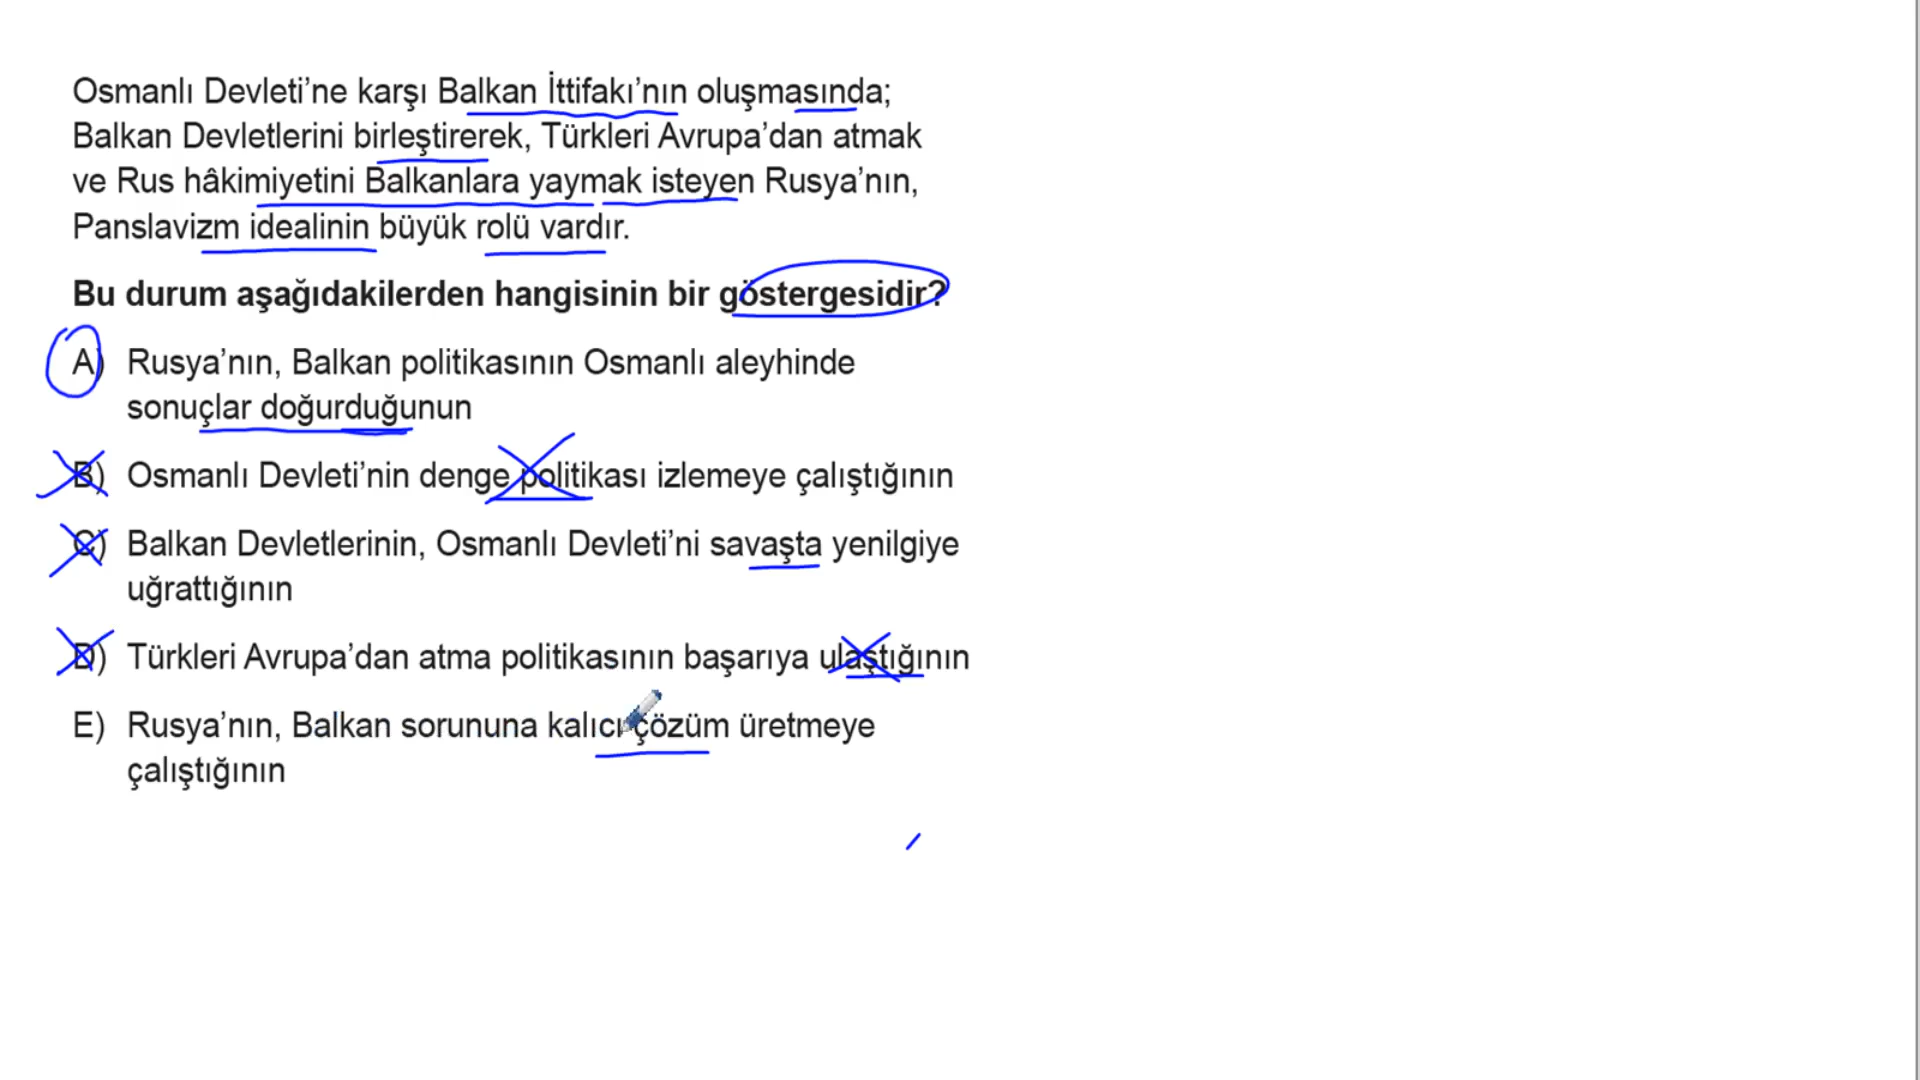 Osmanlı Devleti’ne karşı Balkan İttifakı’nın oluşmasında;
Balkan Devletlerini birleştirerek, Türkleri Avrupa’dan atmak
ve Rus hâkimiyetini Balkanlara yaymak isteyen Rusya’nın,
Panslavizm idealinin büyük rolü vardır.
Bu durum aşağıdakilerden hangisinin bir göstergesidir?
A) Rusya’nın, Balkan politikasının Osmanlı aleyhinde
sonuçlar doğurduğunun
B) Osmanlı Devleti’nin denge politikası izlemeye çalıştığının
C) Balkan Devletlerinin, Osmanlı Devleti’ni savaşta yenilgiye
uğrattığının
D) Türkleri Avrupa’dan atma politikasının başarıya ulaştığının
E) Rusya’nın, Balkan sorununa kalıcı çözüm üretmeye
çalıştığının